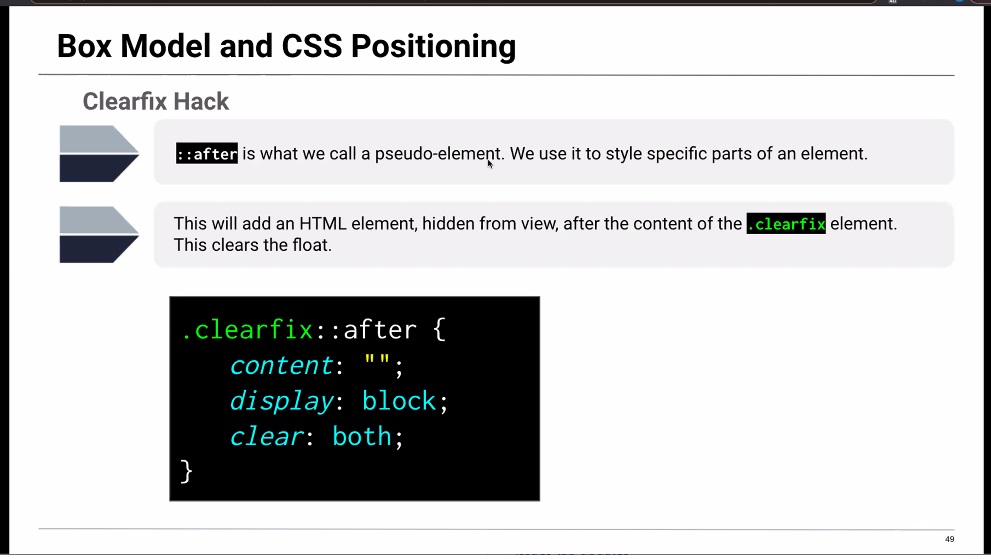 Box Model and CSS Positioning
Clearfix Hack
::after is what we call a pseudo-element. We use it to style specific parts of an element.
This will add an HTML element, hidden from view, after the content of the .clearfix element.
This clears the float.
.clearfix::after {
content: "";
display: block;
clear: both;
}
49